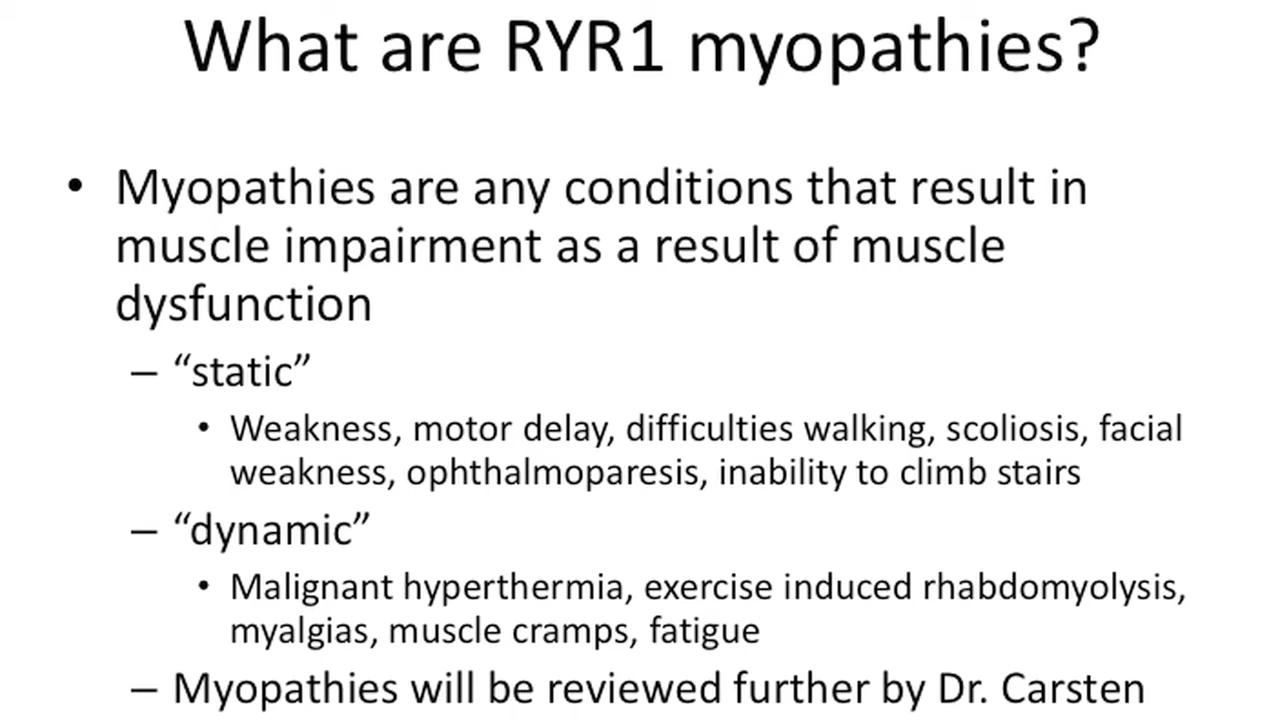 What are RYR1 myopathies?
• Myopathies are any conditions that result in
muscle impairment as a result of muscle
dysfunction
– “static”
• Weakness, motor delay, difficulties walking, scoliosis, facial
weakness, ophthalmoparesis, inability to climb stairs
– “dynamic”
• Malignant hyperthermia, exercise induced rhabdomyolysis,
myalgias, muscle cramps, fatigue
– Myopathies will be reviewed further by Dr. Carsten